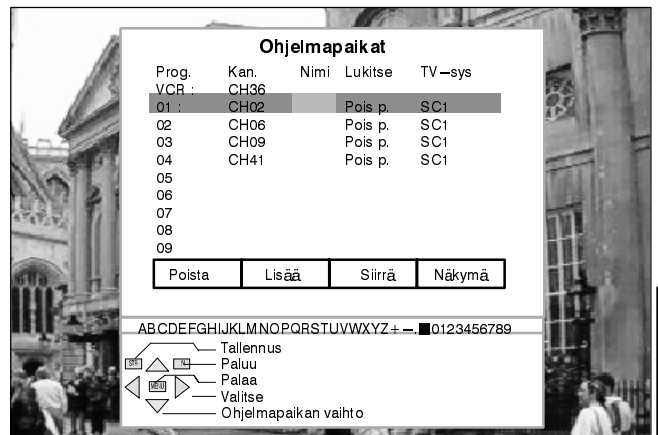 Ohjelmapaikat
Prog. Kan. Nimi Lukitse TV–sys
VCR : CH36
01 : CH02 Pois p. SC1
02 CH06 Pois p. SC1
03 CH09 Pois p. SC1
04 CH41 Pois p. SC1
05
06
07
08
09
Poista Lisää Siirrä Näkymä
ABCDEFGHIJKLMNOPQRSTUVWXYZ+–.■0123456789
Tallennus
STR N Paluu
MENU Palaa
Valitse
Ohjelmapaikan vaihto